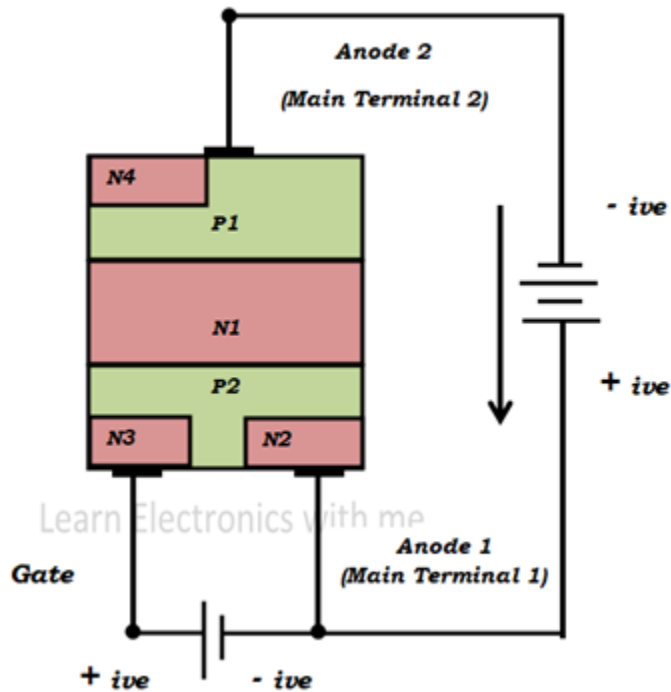 Anode 2
(Main Terminal 2)
N4
P1
- ive
N1
P2
+ ive
N3
N2
Learn Electronics with me
Anode 1
(Main Terminal 1)
Gate
+ ive
- ive